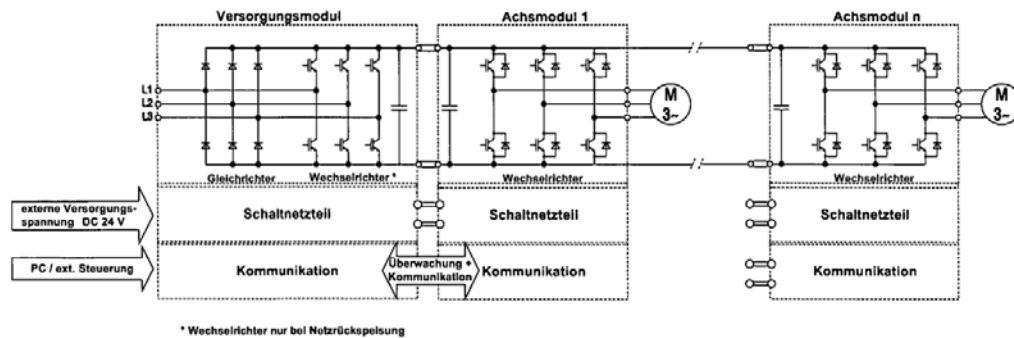 Versorgungsmodul
Achsmodul 1
Achsmodul n
L1
L2
L3
M
3~
M
3~
Gleichrichter
Wechselrichter *
Wechselrichter
Wechselrichter
externe Versorgungs-
spannung DC 24 V
Schaltnetzteil
Schaltnetzteil
Schaltnetzteil
PC / ext. Steuerung
Kommunikation
Überwachung +
Kommunikation
Kommunikation
Kommunikation
* Wechselrichter nur bei Netzrückspeisung